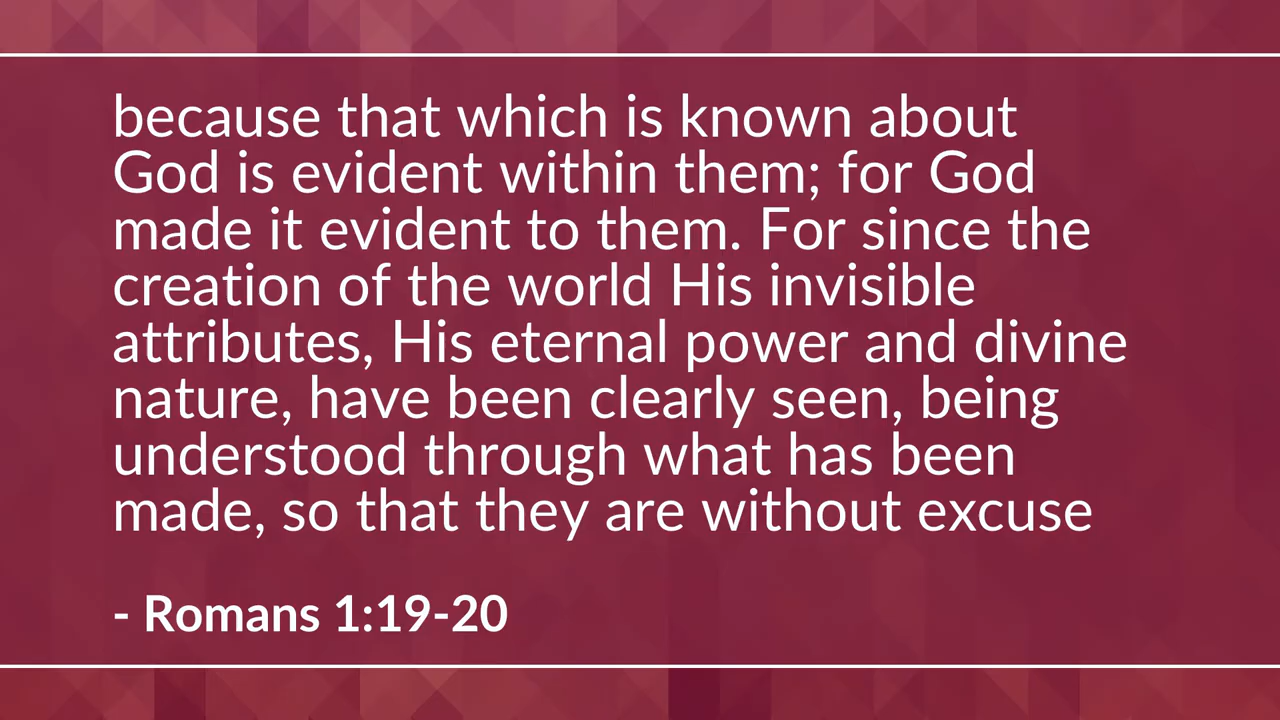 because that which is known about
God is evident within them; for God
made it evident to them. For since the
creation of the world His invisible
attributes, His eternal power and divine
nature, have been clearly seen, being
understood through what has been
made, so that they are without excuse
- Romans 1:19-20